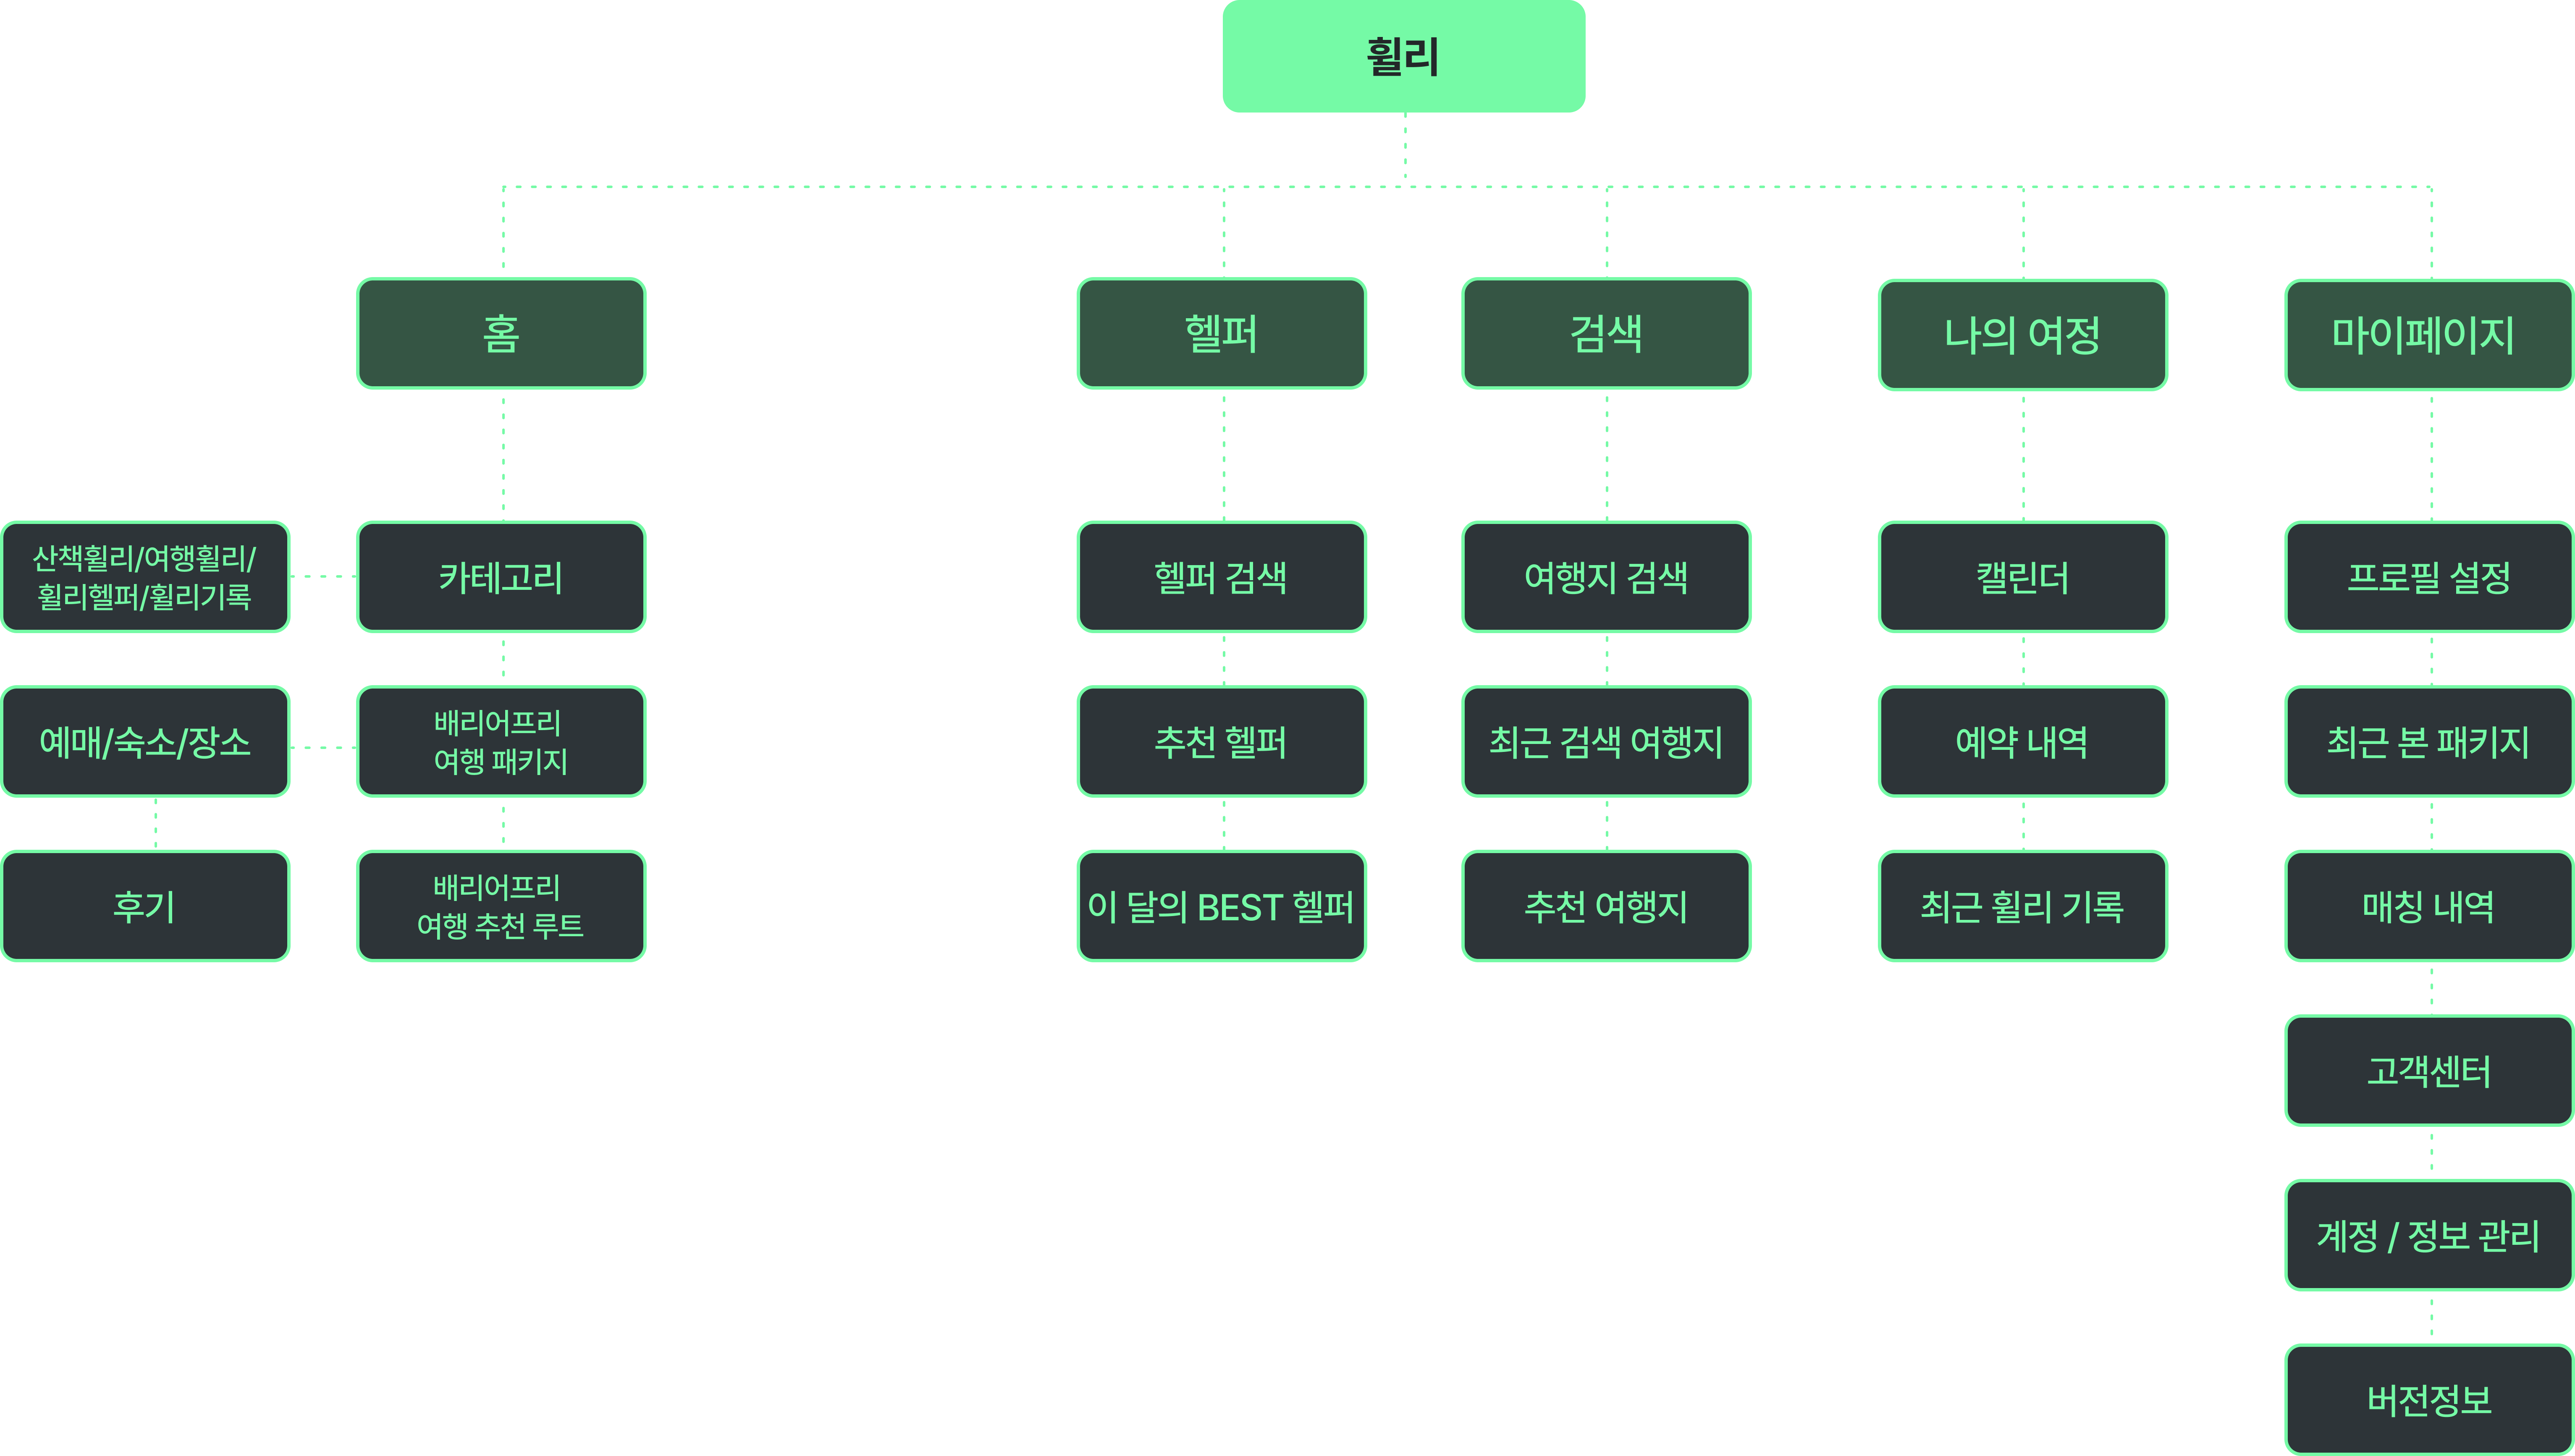 휠리
홈
헬퍼
검색
나의 여정
마이페이지
산책휠리/여행휠리/
휠리헬퍼/휠리기록
카테고리
헬퍼 검색
여행지 검색
캘린더
프로필 설정
예매/숙소/장소
배리어프리
여행 패키지
추천 헬퍼
최근 검색 여행지
예약 내역
최근 본 패키지
후기
배리어프리
여행 추천 루트
이 달의 BEST 헬퍼
추천 여행지
최근 휠리 기록
매칭 내역
고객센터
계정 / 정보 관리
버전정보